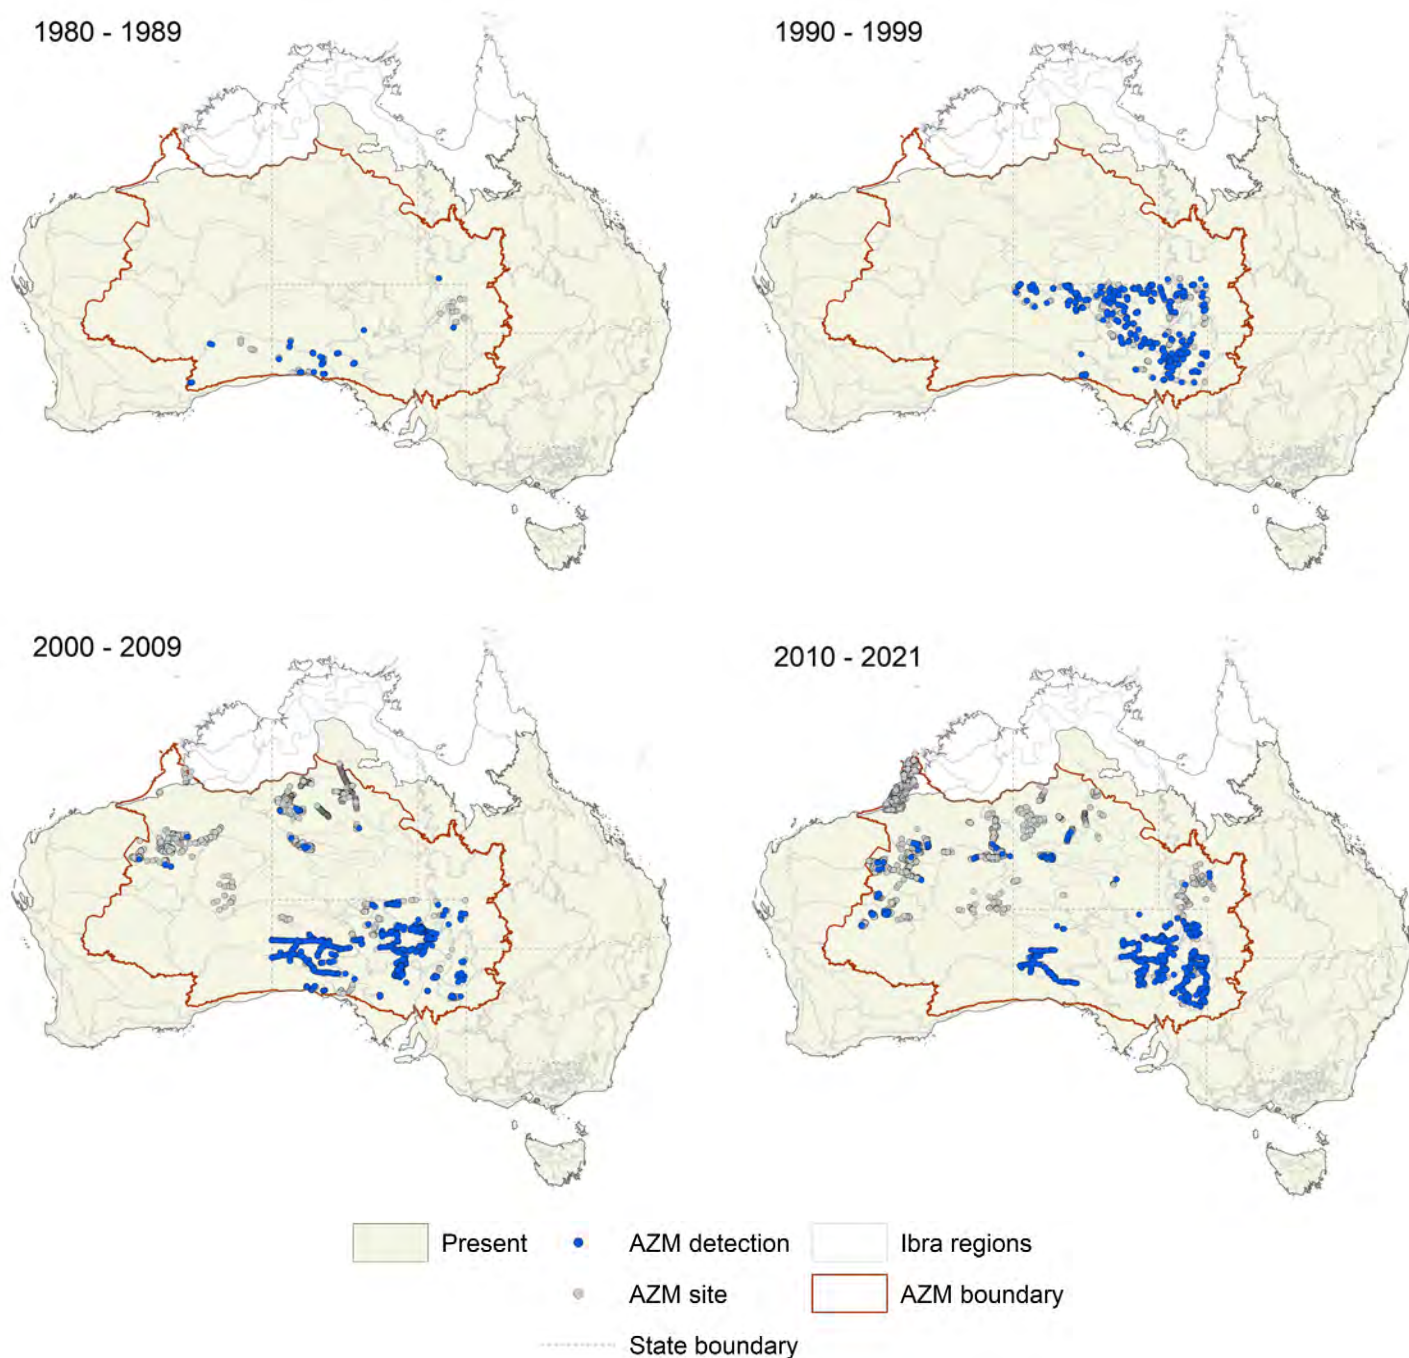 1980 - 1989
1990 - 1999
2000 - 2009
2010 - 2021
Present
AZM detection
Ibra regions
AZM site
AZM boundary
State boundary